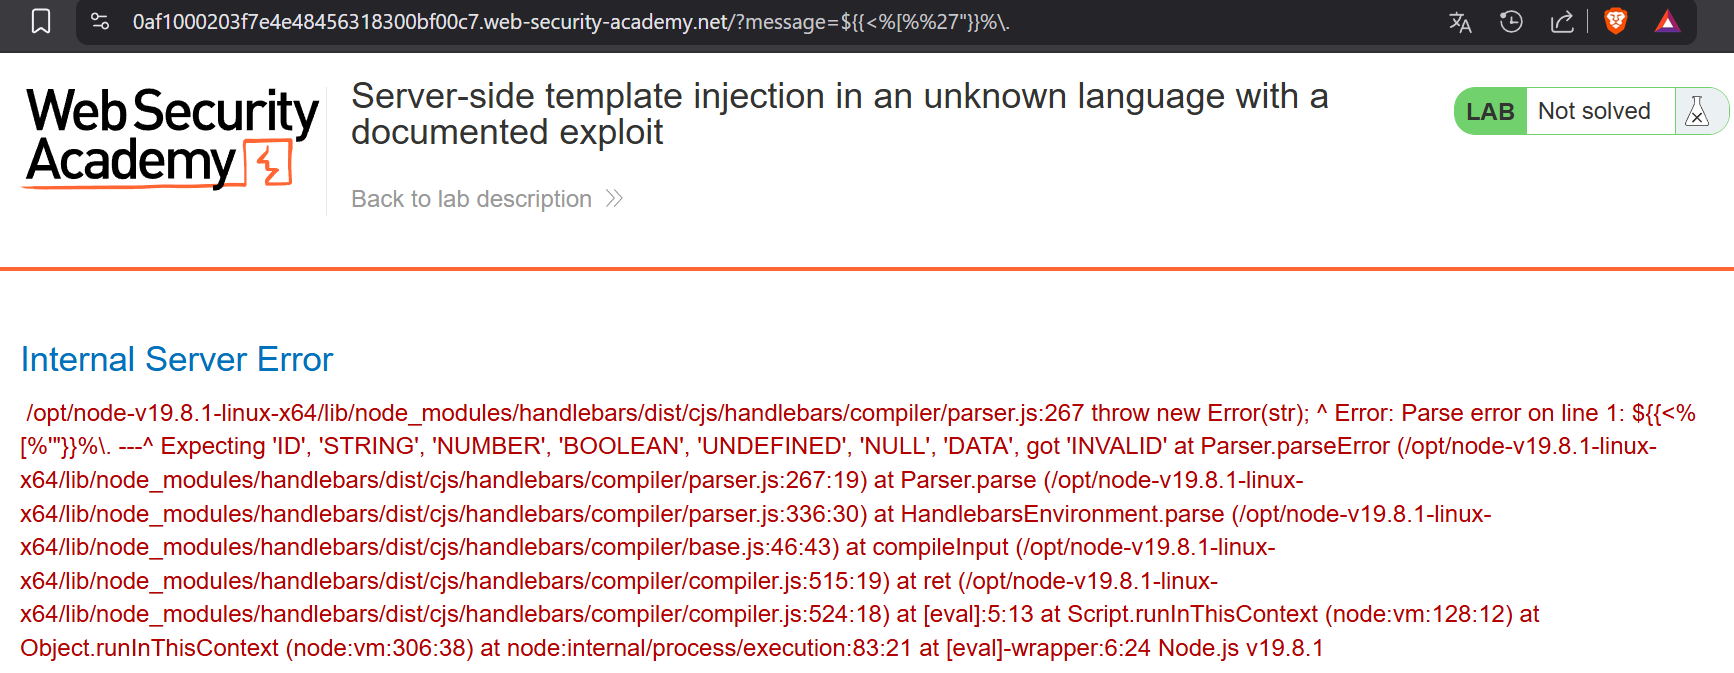 0af1000203f7e4e48456318300bf00c7.web-security-academy.net/?message=${{<%[%%27"}}%\.
Web Security
Academy
Server-side template injection in an unknown language with a
documented exploit
Back to lab description
LAB Not solved
Internal Server Error
/opt/node-v19.8.1-linux-x64/lib/node_modules/handlebars/dist/cjs/handlebars/compiler/parser.js:267 throw new Error(str); ^ Error: Parse error on line 1: ${{<%
[%'"}}%\. ---^ Expecting 'ID', 'STRING', 'NUMBER', 'BOOLEAN', 'UNDEFINED', 'NULL', 'DATA', got 'INVALID' at Parser.parseError (/opt/node-v19.8.1-linux-
x64/lib/node_modules/handlebars/dist/cjs/handlebars/compiler/parser.js:267:19) at Parser.parse (/opt/node-v19.8.1-linux-
x64/lib/node_modules/handlebars/dist/cjs/handlebars/compiler/parser.js:336:30) at HandlebarsEnvironment.parse (/opt/node-v19.8.1-linux-
x64/lib/node_modules/handlebars/dist/cjs/handlebars/compiler/base.js:46:43) at compileInput (/opt/node-v19.8.1-linux-
x64/lib/node_modules/handlebars/dist/cjs/handlebars/compiler/compiler.js:515:19) at ret (/opt/node-v19.8.1-linux-
x64/lib/node_modules/handlebars/dist/cjs/handlebars/compiler/compiler.js:524:18) at [eval]:5:13 at Script.runInThisContext (node:vm:128:12) at
Object.runInThisContext (node:vm:306:38) at node:internal/process/execution:83:21 at [eval]-wrapper:6:24 Node.js v19.8.1